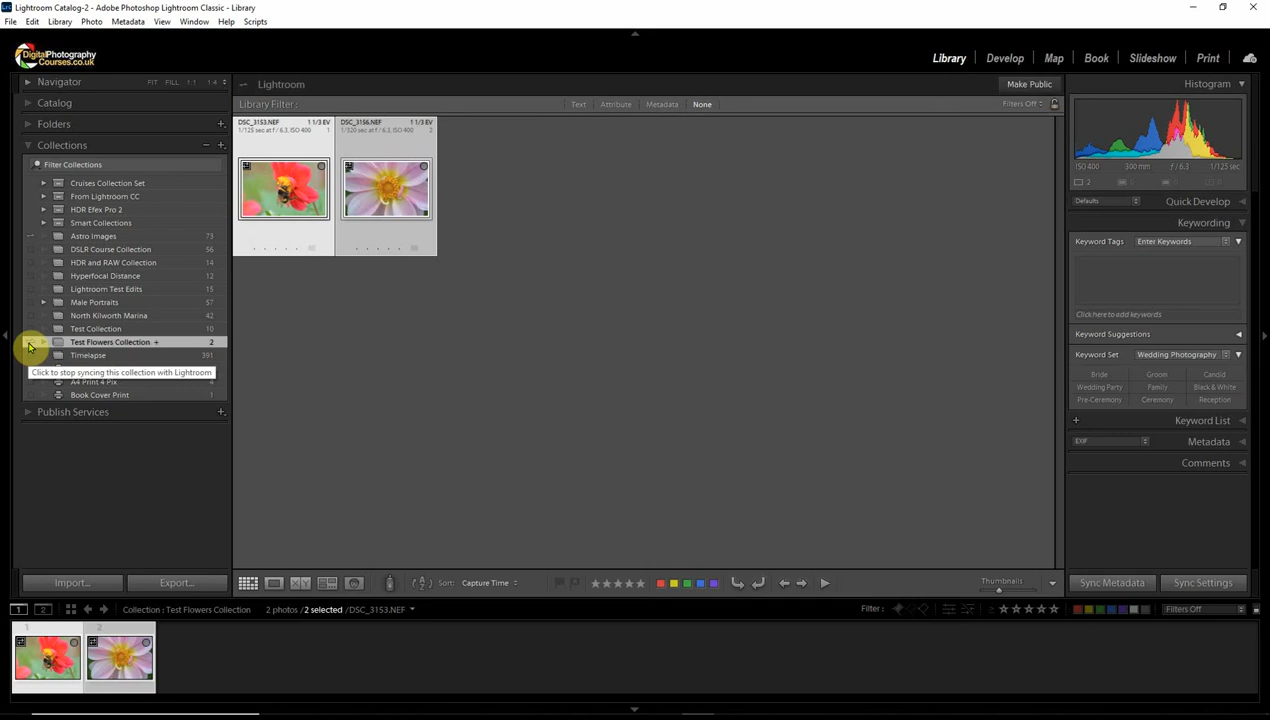 Lightroom Catalog-2 - Adobe Photoshop Lightroom Classic - Library
File Edit Library Photo Metadata View Window Help Scripts
DigitalPhotography
Courses.co.uk
Library Develop Map Book Slideshow Print
Navigator FIT FILL 1:1 1:4
Catalog
Folders
Collections
Filter Collections
Cruises Collection Set
From Lightroom CC
HDR Efex Pro 2
Smart Collections
Astro Images 73
DSLR Course Collection 56
HDR and RAW Collection 14
Hyperfocal Distance 12
Lightroom Test Edits 15
Male Portraits 57
North Kilworth Marina 42
Test Collection 10
Test Flowers Collection + 2
Timelapse 391
Click to stop syncing this collection with Lightroom
A4 Print 4 Pix 4
Book Cover Print 1
Publish Services
Import... Export...
Lightroom Make Public
Library Filter: Text Attribute Metadata None Filters Off
DSC_3153.NEF 1 1/3 EV
1/125 sec at f / 6.3, ISO 400 1
DSC_3156.NEF 1 1/3 EV
1/320 sec at f / 6.3, ISO 400 2
Sort: Capture Time
Thumbnails
Histogram
ISO 400 300 mm f / 6.3 1/125 sec
2
Defaults Quick Develop
Keywording
Keyword Tags Enter Keywords
Click here to add keywords
Keyword Suggestions
Keyword Set Wedding Photography
Bride Groom Candid
Wedding Party Family Black & White
Pre-Ceremony Ceremony Reception
Keyword List
EXIF Metadata
Comments
Sync Metadata Sync Settings
1 2 Collection : Test Flowers Collection 2 photos / 2 selected / DSC_3153.NEF Filter : Filters Off
1 2